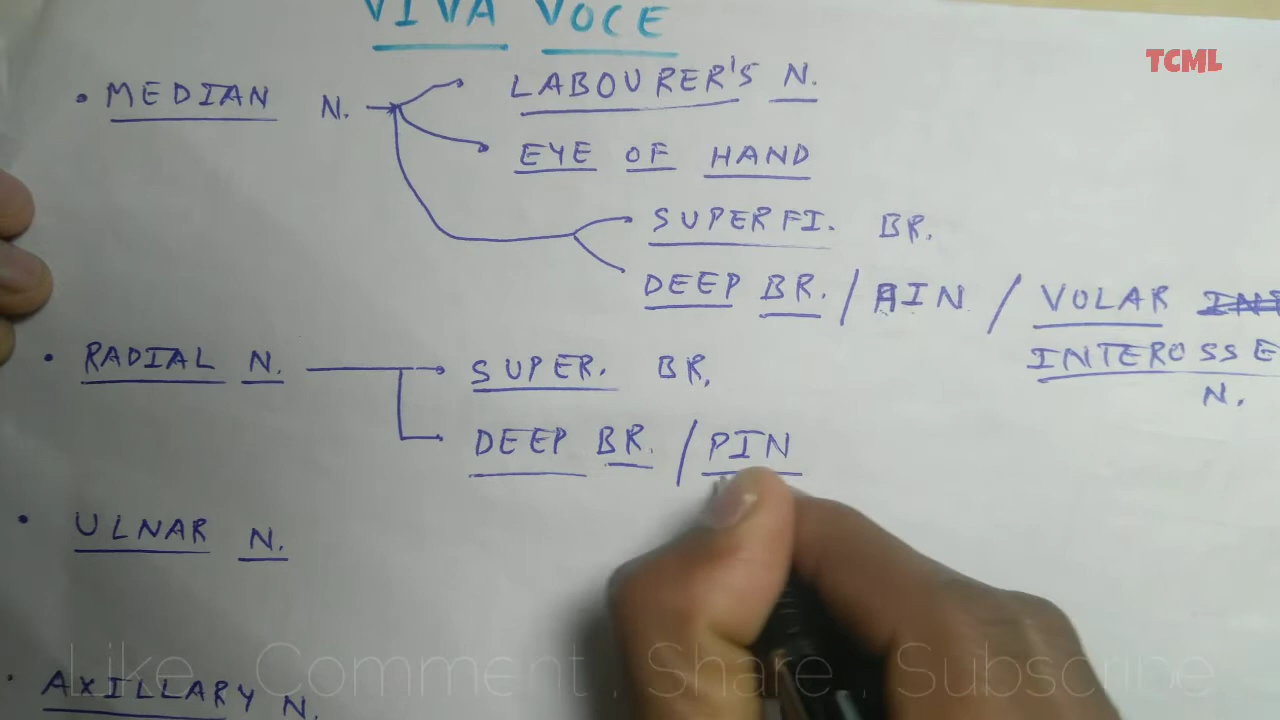 VIVA VOCE
TCML
• MEDIAN N. LABOURER'S N.
EYE OF HAND
SUPERFI. BR.
DEEP BR. / AIN / VOLAR
INTEROSSE
N.
• RADIAL N. SUPER. BR.
DEEP BR. / PIN
• ULNAR N.
• AXILLARY N.
Like , Comment , Share , Subscribe